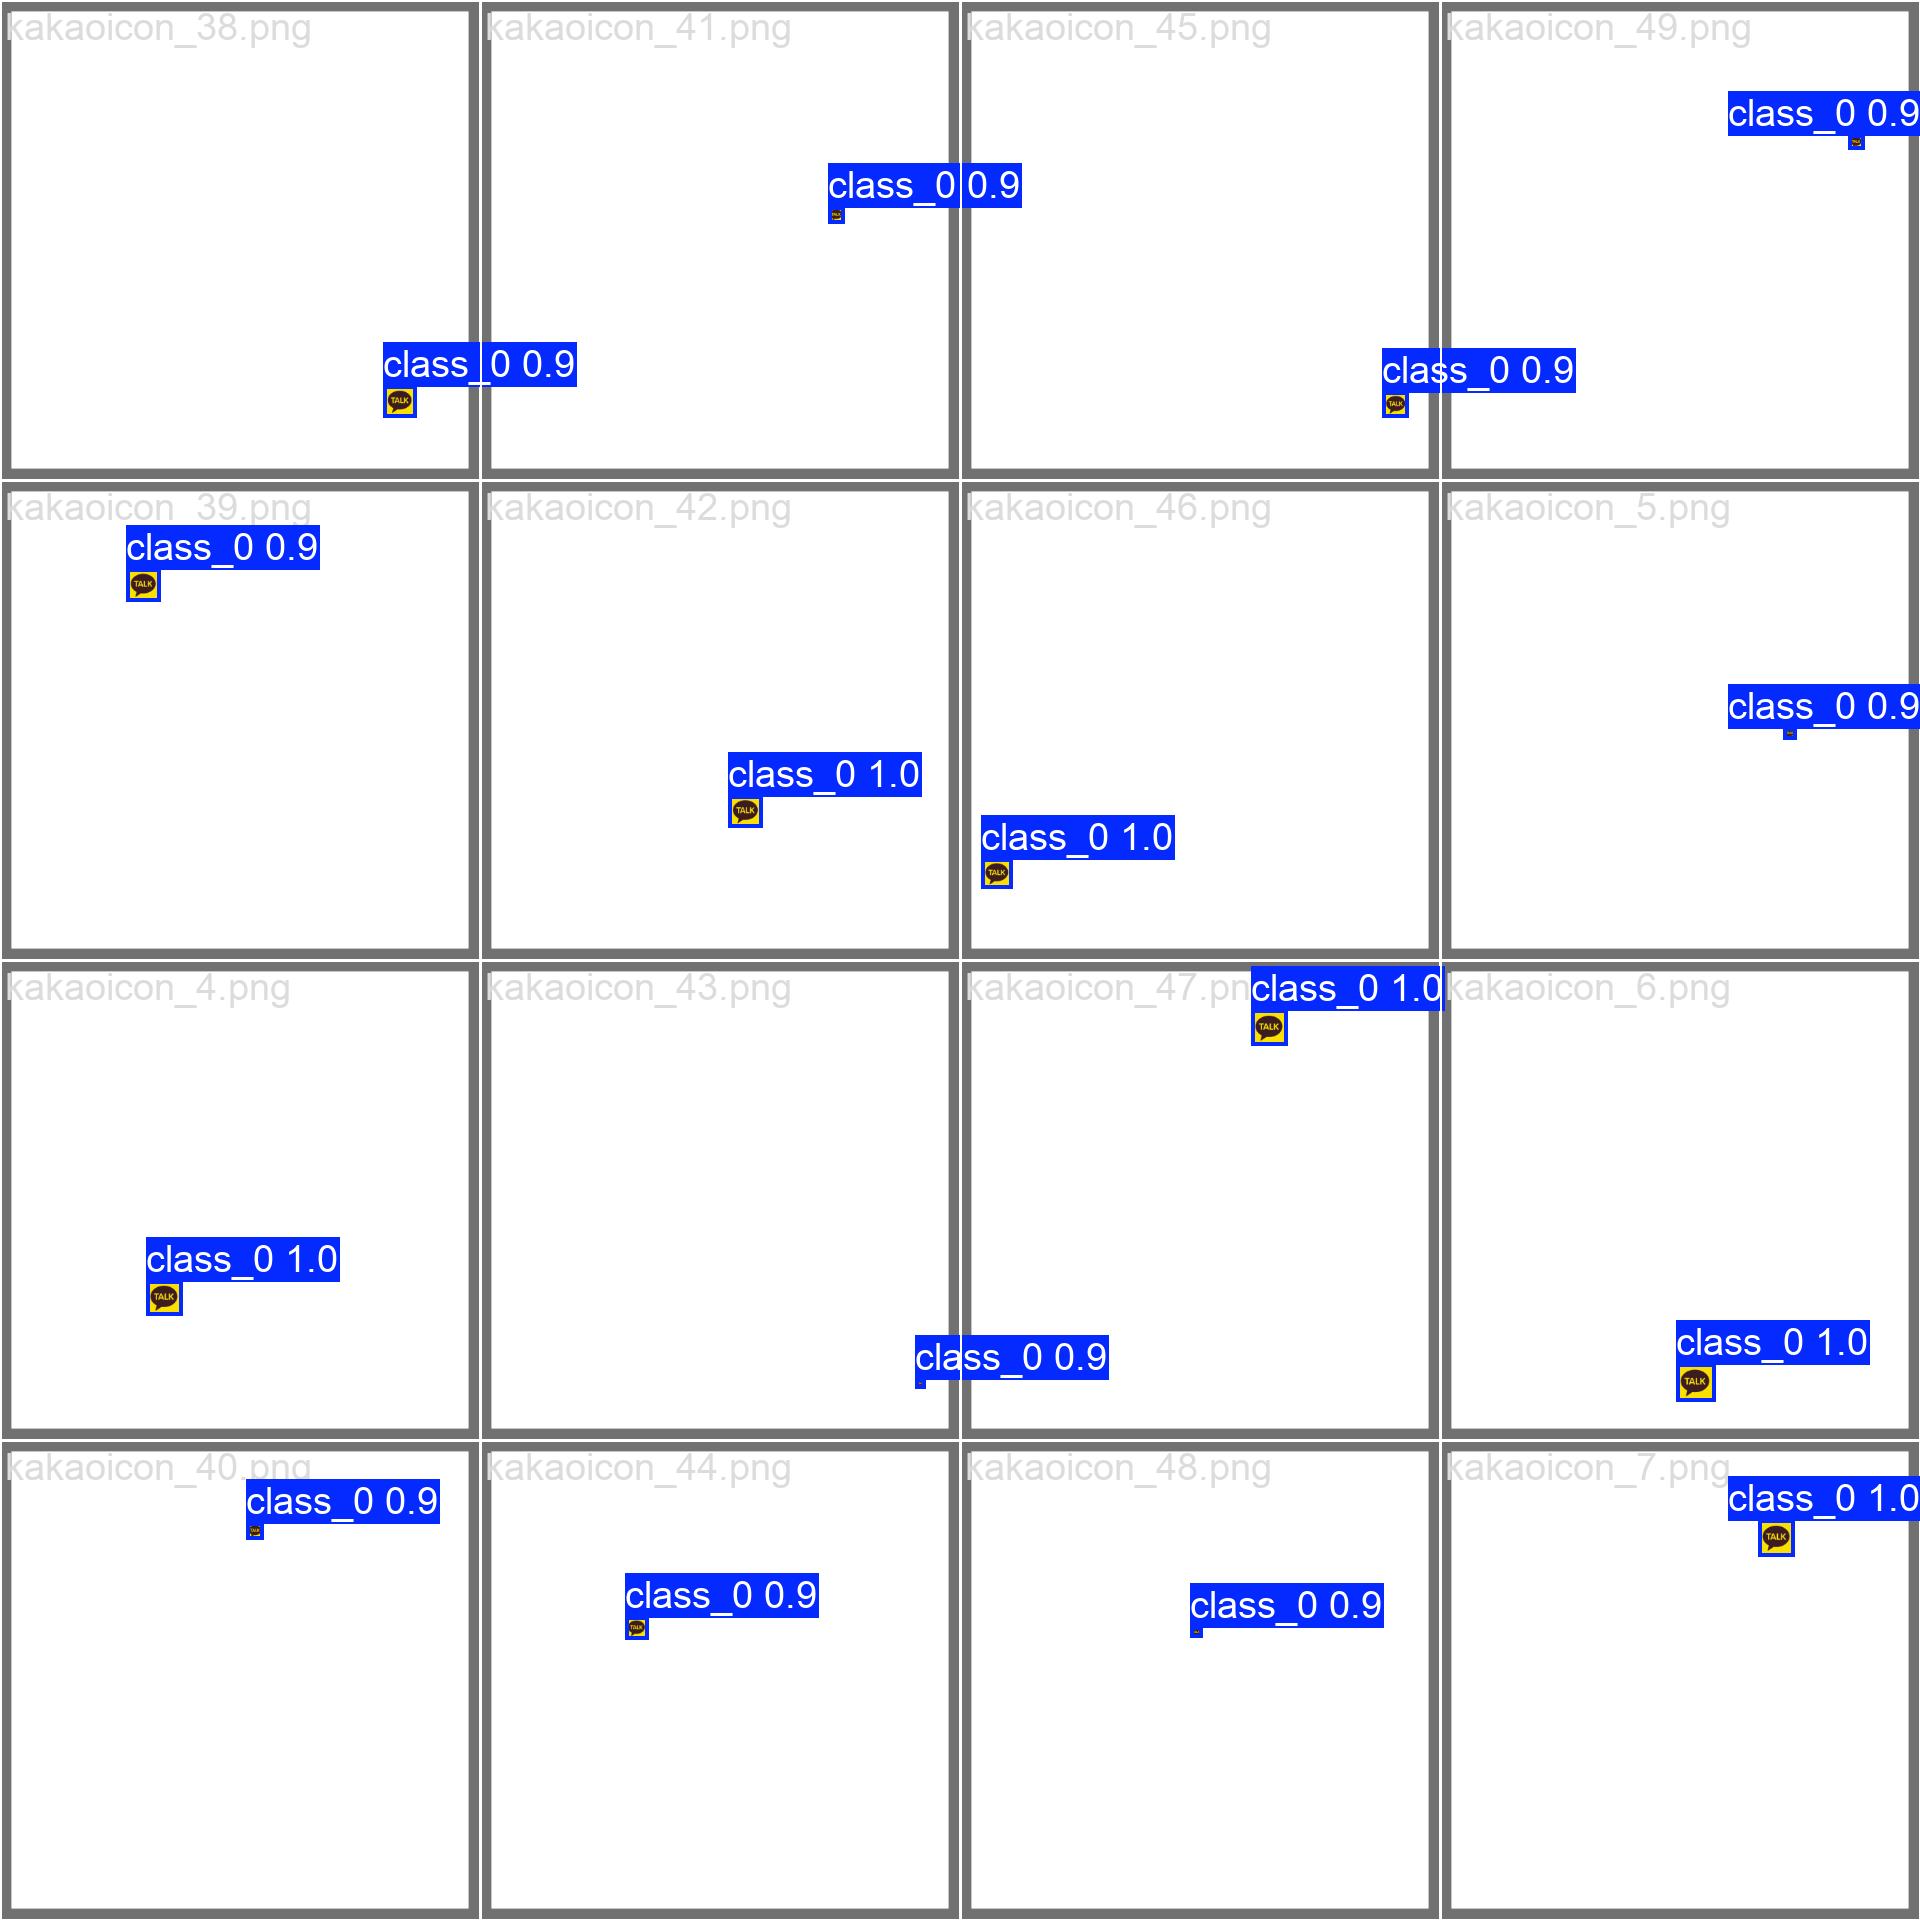 kakaoicon_38.png
kakaoicon_41.png
kakaoicon_45.png
kakaoicon_49.png
class_0 0.9
class_0 0.9
class_0 0.9
TALK
class_0 0.9
TALK
kakaoicon_39.png
kakaoicon_42.png
kakaoicon_46.png
kakaoicon_5.png
class_0 0.9
TALK
class_0 0.9
class_0 1.0
TALK
class_0 1.0
TALK
kakaoicon_4.png
kakaoicon_43.png
kakaoicon_47.pn
class_0 1.0
kakaoicon_6.png
TALK
class_0 1.0
TALK
class_0 1.0
TALK
class_0 0.9
kakaoicon_40.png
kakaoicon_44.png
kakaoicon_48.png
kakaoicon_7.png
class_0 0.9
class_0 1.0
TALK
class_0 0.9
TALK
class_0 0.9